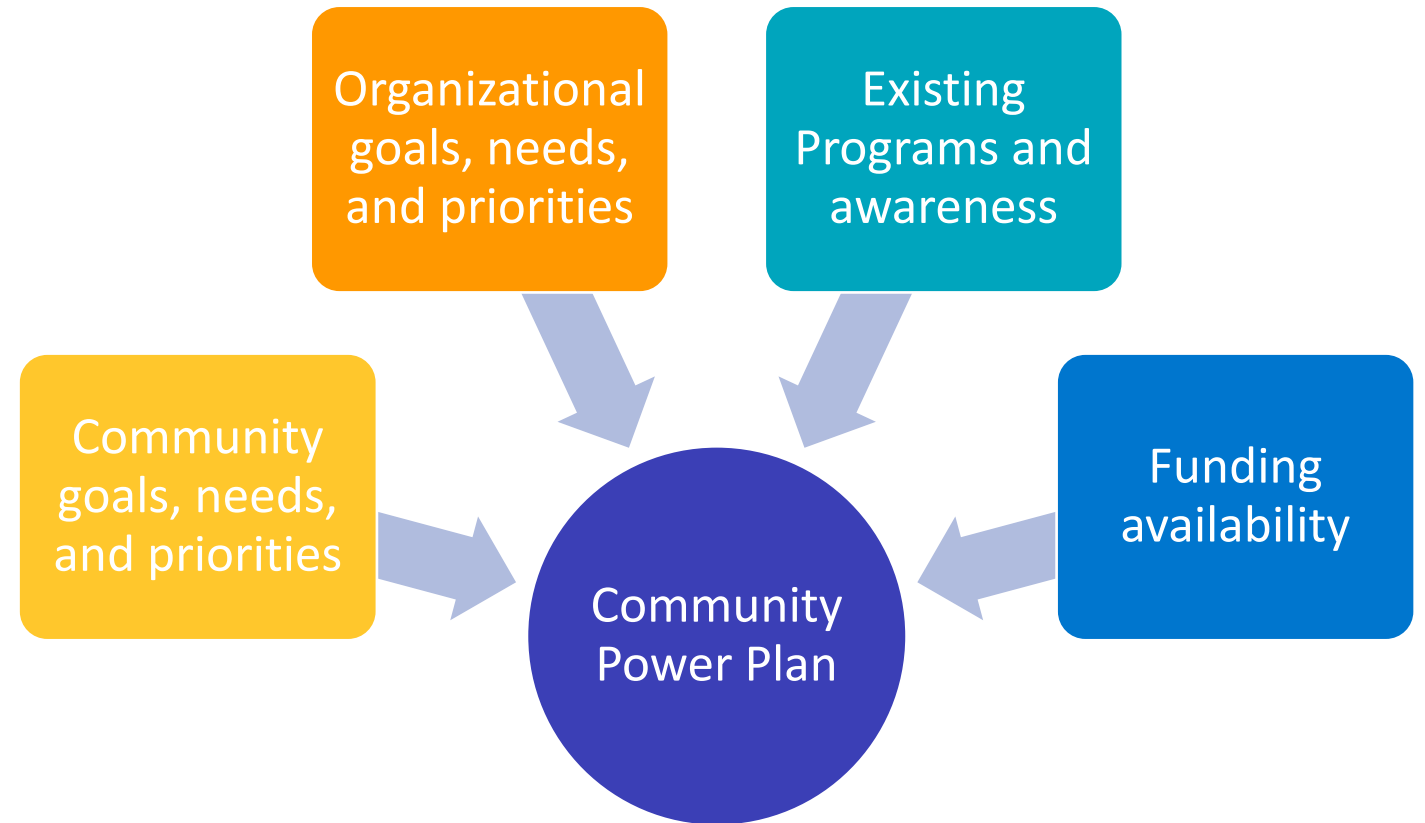 Organizational
goals, needs,
and priorities
Existing
Programs and
awareness
Community
goals, needs,
and priorities
Funding
availability
Community
Power Plan